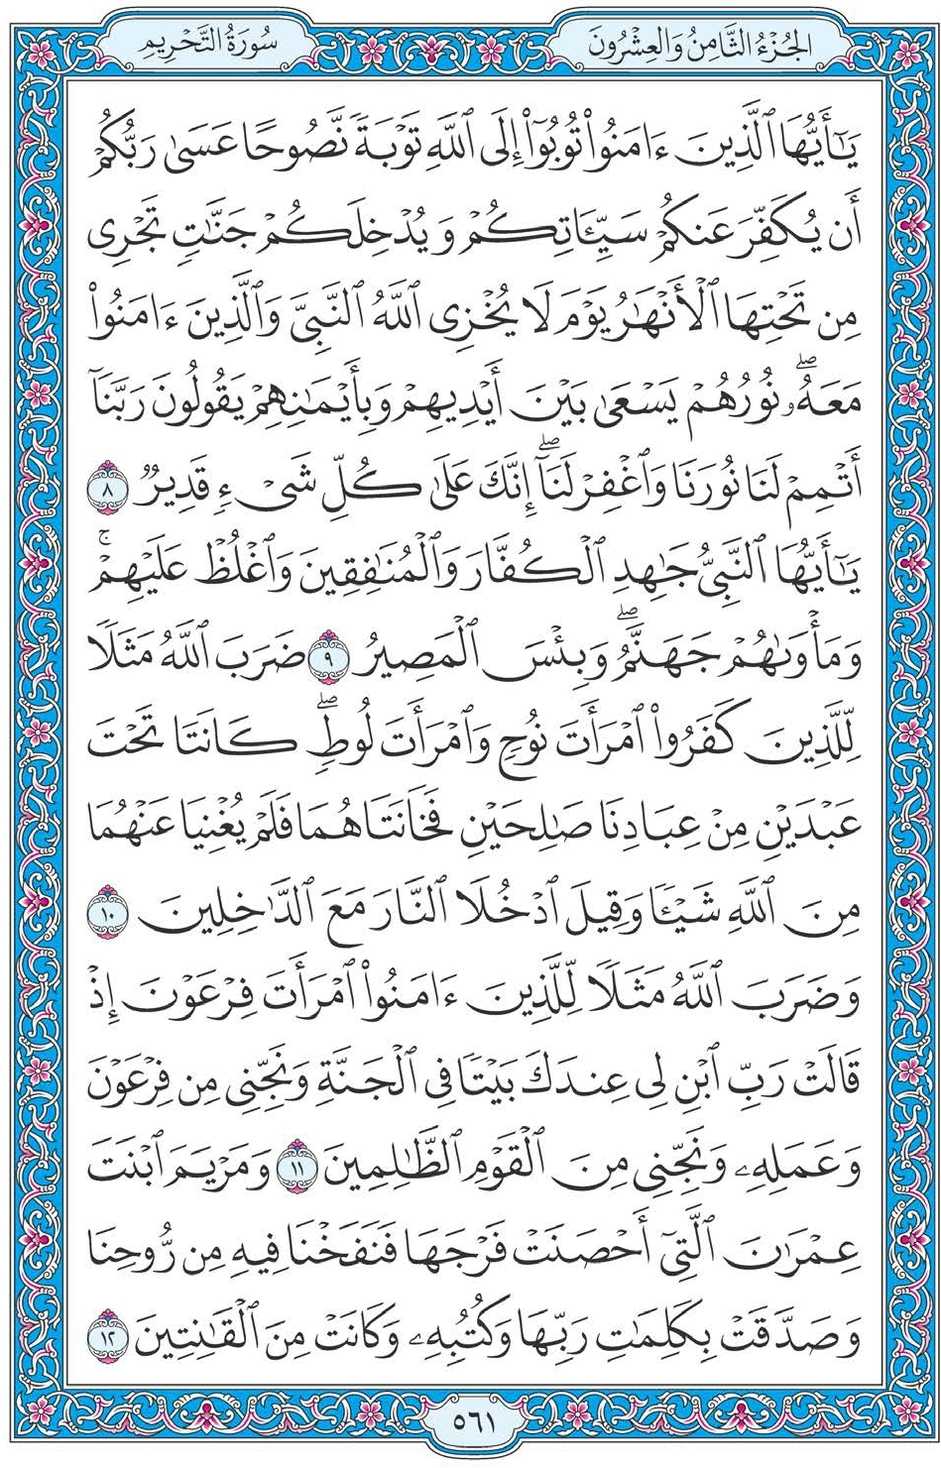 سُورَةُ التَّحْرِيمِ
الجُزْءُ الثَّامِنُ وَالعِشْرُونَ
يَـٰٓأَيُّهَا ٱلَّذِينَ ءَامَنُوا۟ تُوبُوٓا۟ إِلَى ٱللَّهِ تَوْبَةً نَّصُوحًا عَسَىٰ رَبُّكُمْ
أَن يُكَفِّرَ عَنكُمْ سَيِّـَٔاتِكُمْ وَيُدْخِلَكُمْ جَنَّـٰتٍ تَجْرِى
مِن تَحْتِهَا ٱلْأَنْهَـٰرُ يَوْمَ لَا يُخْزِى ٱللَّهُ ٱلنَّبِىَّ وَٱلَّذِينَ ءَامَنُوا۟
مَعَهُۥ ۖ نُورُهُمْ يَسْعَىٰ بَيْنَ أَيْدِيهِمْ وَبِأَيْمَـٰنِهِمْ يَقُولُونَ رَبَّنَآ
أَتْمِمْ لَنَا نُورَنَا وَٱغْفِرْ لَنَآ ۖ إِنَّكَ عَلَىٰ كُلِّ شَىْءٍ قَدِيرٌ ٨
يَـٰٓأَيُّهَا ٱلنَّبِىُّ جَـٰهِدِ ٱلْكُفَّارَ وَٱلْمُنَـٰفِقِينَ وَٱغْلُظْ عَلَيْهِمْ ۚ
وَمَأْوَىٰهُمْ جَهَنَّمُ ۖ وَبِئْسَ ٱلْمَصِيرُ ٩ ضَرَبَ ٱللَّهُ مَثَلًا
لِّلَّذِينَ كَفَرُوا۟ ٱمْرَأَتَ نُوحٍ وَٱمْرَأَتَ لُوطٍ ۖ كَانَتَا تَحْتَ
عَبْدَيْنِ مِنْ عِبَادِنَا صَـٰلِحَيْنِ فَخَانَتَاهُمَا فَلَمْ يُغْنِيَا عَنْهُمَا
مِنَ ٱللَّهِ شَيْـًٔا وَقِيلَ ٱدْخُلَا ٱلنَّارَ مَعَ ٱلدَّٰخِلِينَ ١٠
وَضَرَبَ ٱللَّهُ مَثَلًا لِّلَّذِينَ ءَامَنُوا۟ ٱمْرَأَتَ فِرْعَوْنَ إِذْ
قَالَتْ رَبِّ ٱبْنِ لِى عِندَكَ بَيْتًا فِى ٱلْجَنَّةِ وَنَجِّنِى مِن فِرْعَوْنَ
وَعَمَلِهِۦ وَنَجِّنِى مِنَ ٱلْقَوْمِ ٱلظَّـٰلِمِينَ ١١ وَمَرْيَمَ ٱبْنَتَ
عِمْرَٰنَ ٱلَّتِىٓ أَحْصَنَتْ فَرْجَهَا فَنَفَخْنَا فِيهِ مِن رُّوحِنَا
وَصَدَّقَتْ بِكَلِمَـٰتِ رَبِّهَا وَكُتُبِهِۦ وَكَانَتْ مِنَ ٱلْقَـٰنِتِينَ ١٢
٥٦١